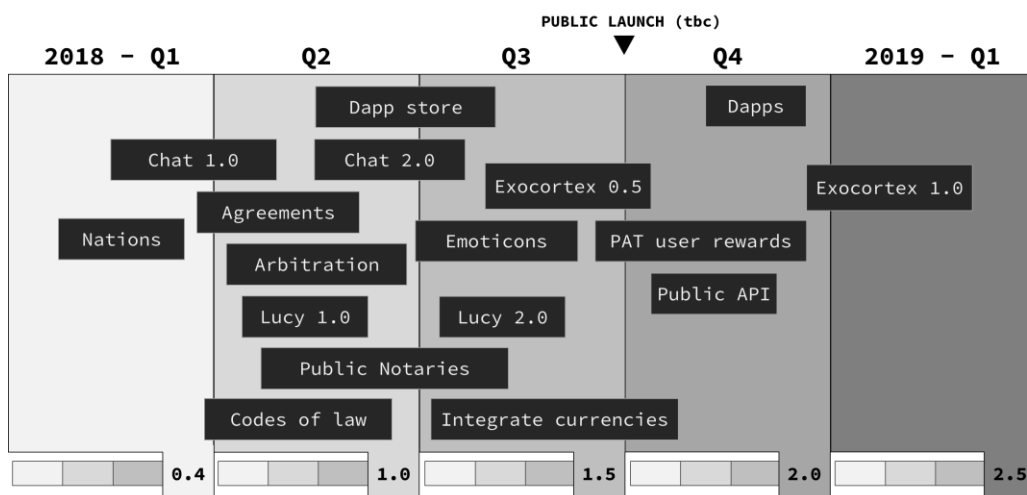 PUBLIC LAUNCH (tbc)
2018 - Q1
Q2
Q3
Q4
2019 - Q1
Dapp store
Dapps
Chat 1.0
Chat 2.0
Exocortex 0.5
Exocortex 1.0
Agreements
Nations
Emoticons
PAT user rewards
Arbitration
Public API
Lucy 1.0
Lucy 2.0
Public Notaries
Codes of law
Integrate currencies
0.4
1.0
1.5
2.0
2.5